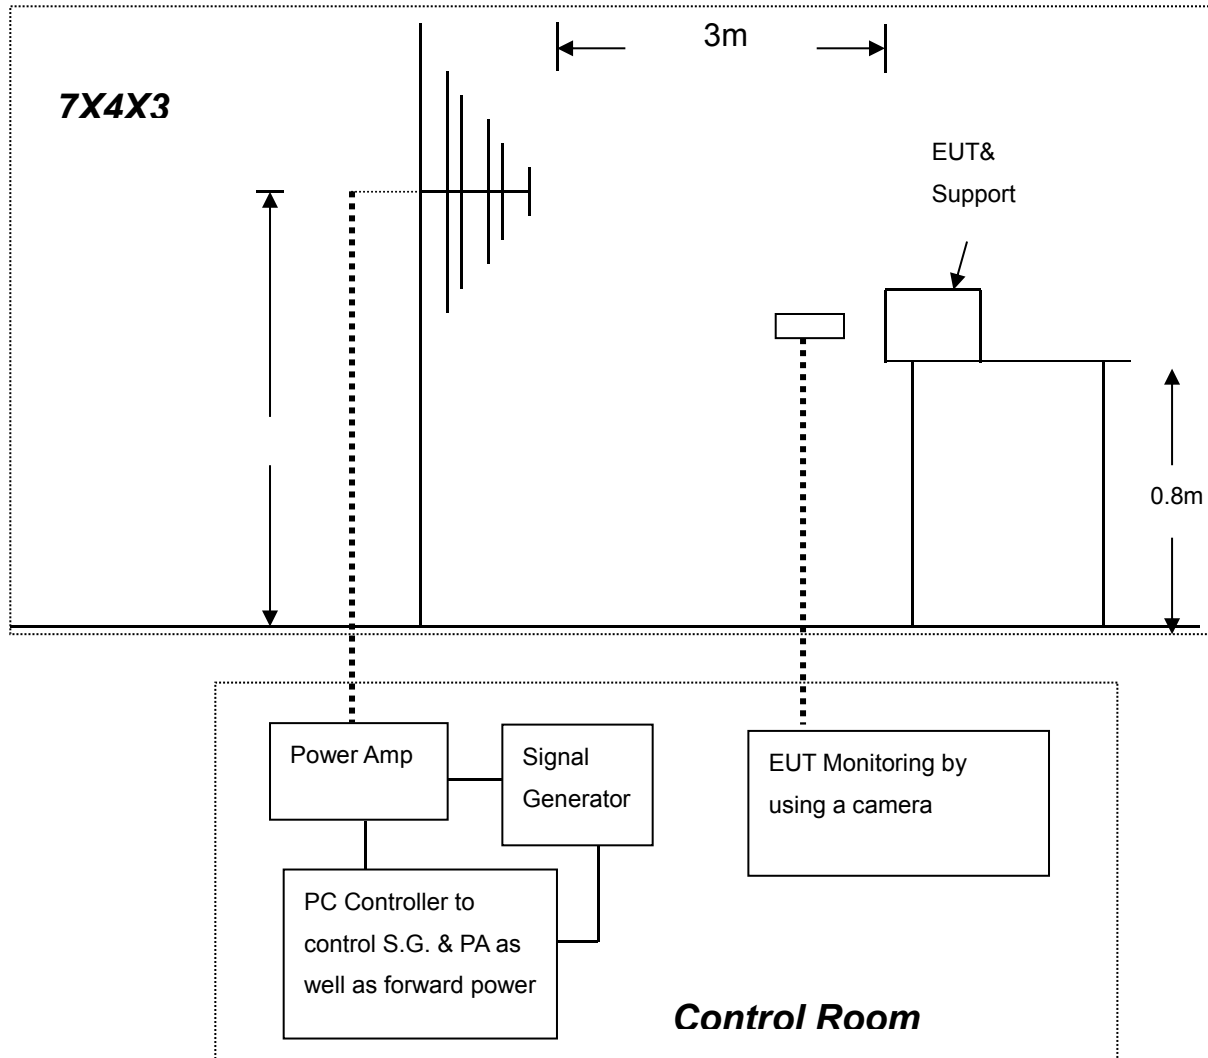 3m
7X4X3
EUT&
Support
0.8m
Power Amp
Signal
Generator
EUT Monitoring by
using a camera
PC Controller to
control S.G. & PA as
well as forward power
Control Room